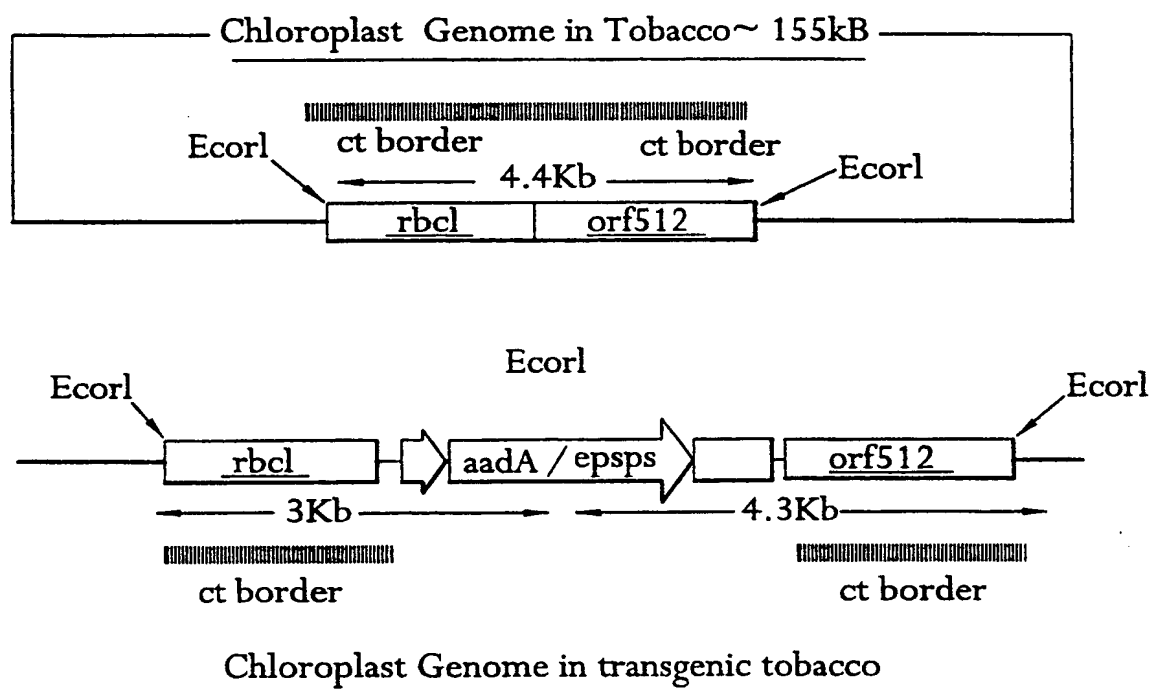 Chloroplast Genome in Tobacco~ 155kB
ct border ct border
Ecorl Ecorl
4.4Kb
rbcl orf512
Ecorl
Ecorl Ecorl
rbcl aadA / epsps orf512
3Kb 4.3Kb
ct border ct border
Chloroplast Genome in transgenic tobacco